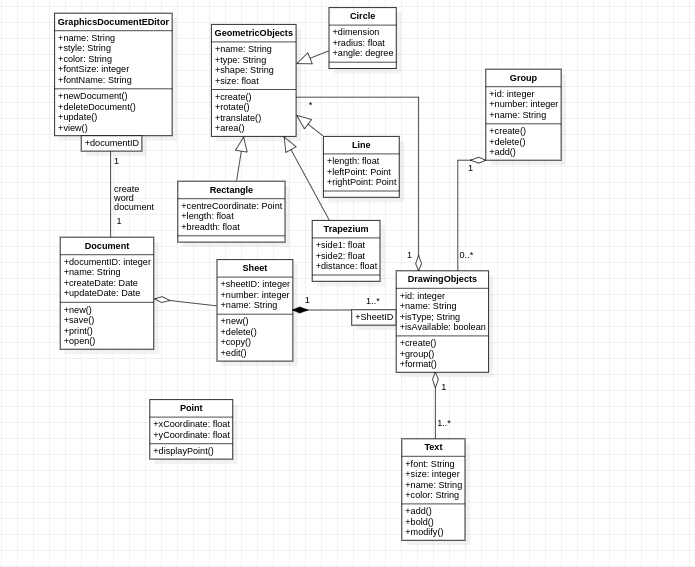 GraphicsDocumentEDitor
+name: String
+style: String
+color: String
+fontSize: integer
+fontName: String
+newDocument()
+deleteDocument()
+update()
+view()
+documentID
1
create
word
document
1
GeometricObjects
+name: String
+type: String
+shape: String
+size: float
+create()
+rotate()
+translate()
+area()
*
Circle
+dimension
+radius: float
+angle: degree
Group
+id: integer
+number: integer
+name: String
+create()
+delete()
+add()
1
0..*
Line
+length: float
+leftPoint: Point
+rightPoint: Point
Rectangle
+centreCoordinate: Point
+length: float
+breadth: float
Trapezium
+side1: float
+side2: float
+distance: float
Document
+documentID: integer
+name: String
+createDate: Date
+updateDate: Date
+new()
+save()
+print()
+open()
Sheet
+sheetID: integer
+number: integer
+name: String
+new()
+delete()
+copy()
+edit()
1
1..*
+SheetID
1
DrawingObjects
+id: integer
+name: String
+isType; String
+isAvailable: boolean
+create()
+group()
+format()
1
1..*
Point
+xCoordinate: float
+yCoordinate: float
+displayPoint()
Text
+font: String
+size: integer
+name: String
+color: String
+add()
+bold()
+modify()